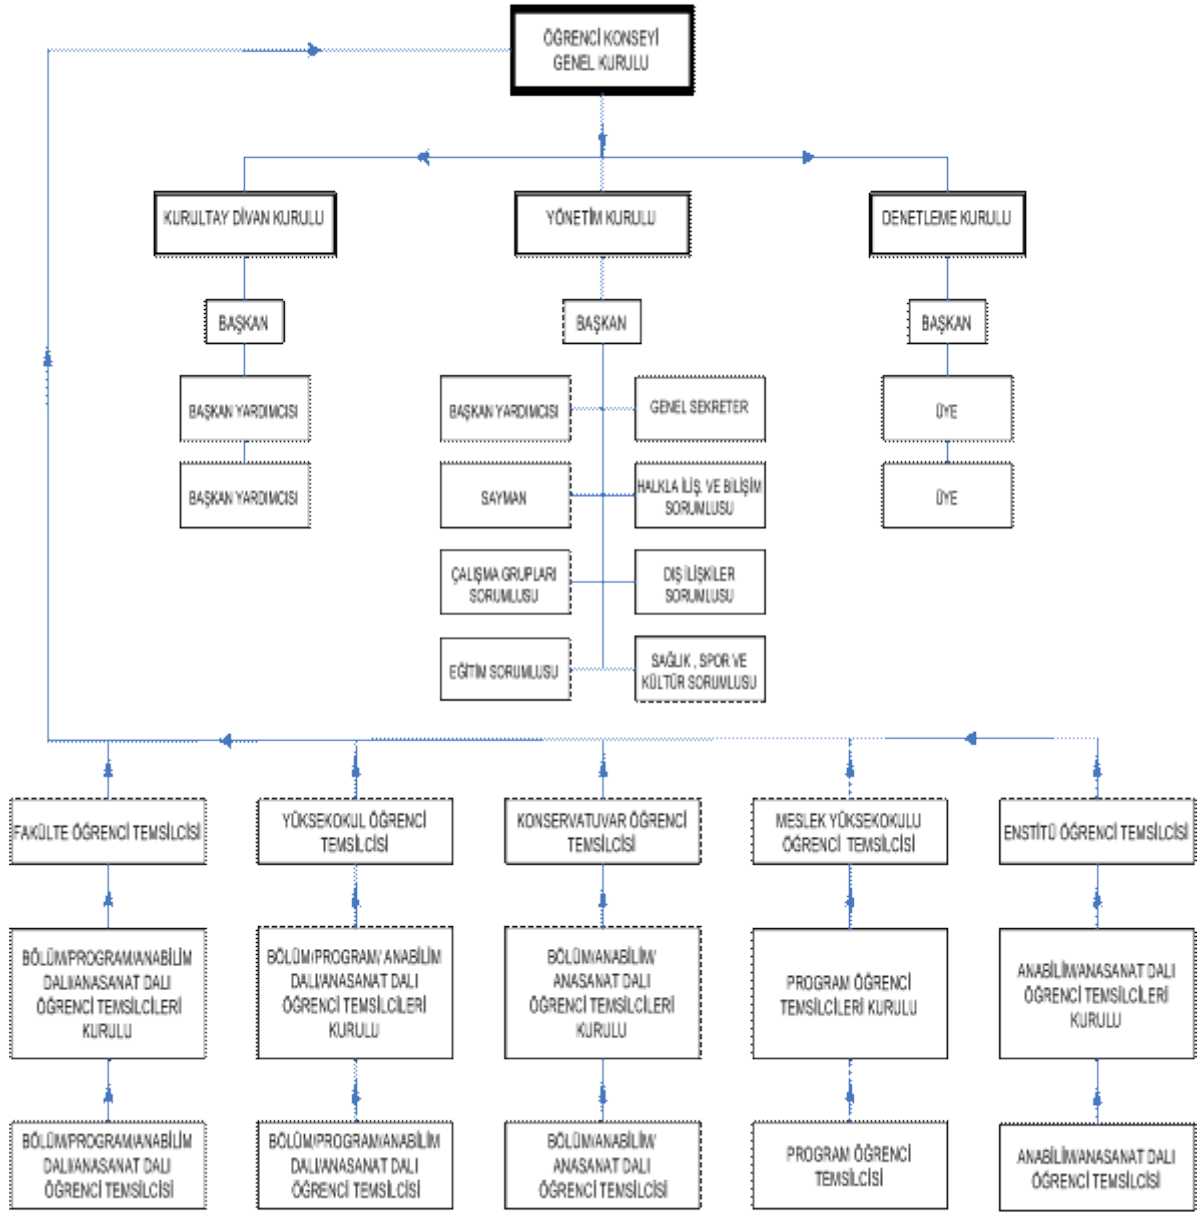 ÖĞRENCİ KONSEYİ
GENEL KURULU
KURULTAY DİVAN KURULU
YÖNETİM KURULU
DENETLEME KURULU
BAŞKAN
BAŞKAN
BAŞKAN
BAŞKAN YARDIMCISI
BAŞKAN YARDIMCISI
GENEL SEKRETER
ÜYE
BAŞKAN YARDIMCISI
SAYMAN
HALKLA İLİŞ. VE BİLİŞİM
SORUMLUSU
ÜYE
ÇALIŞMA GRUPLARI
SORUMLUSU
DIŞ İLİŞKİLER
SORUMLUSU
EĞİTİM SORUMLUSU
SAĞLIK , SPOR VE
KÜLTÜR SORUMLUSU
FAKÜLTE ÖĞRENCİ TEMSİLCİSİ
YÜKSEKOKUL ÖĞRENCİ
TEMSİLCİSİ
KONSERVATUVAR ÖĞRENCİ
TEMSİLCİSİ
MESLEK YÜKSEKOKULU
ÖĞRENCİ TEMSİLCİSİ
ENSTİTÜ ÖĞRENCİ TEMSİLCİSİ
BÖLÜM/PROGRAM/ANABİLİM
DALI/ANASANAT DALI
ÖĞRENCİ TEMSİLCİLERİ
KURULU
BÖLÜM/PROGRAM/ ANABİLİM
DALI/ANASANAT DALI
ÖĞRENCİ TEMSİLCİLERİ
KURULU
BÖLÜM/ANABİLİM/
ANASANAT DALI
ÖĞRENCİ TEMSİLCİLERİ
KURULU
PROGRAM ÖĞRENCİ
TEMSİLCİLERİ KURULU
ANABİLİM/ANASANAT DALI
ÖĞRENCİ TEMSİLCİLERİ
KURULU
BÖLÜM/PROGRAM/ANABİLİM
DALI/ANASANAT DALI
ÖĞRENCİ TEMSİLCİSİ
BÖLÜM/PROGRAM/ANABİLİM
DALI/ANASANAT DALI
ÖĞRENCİ TEMSİLCİSİ
BÖLÜM/ANABİLİM/
ANASANAT DALI
ÖĞRENCİ TEMSİLCİSİ
PROGRAM ÖĞRENCİ
TEMSİLCİSİ
ANABİLİM/ANASANAT DALI
ÖĞRENCİ TEMSİLCİSİ